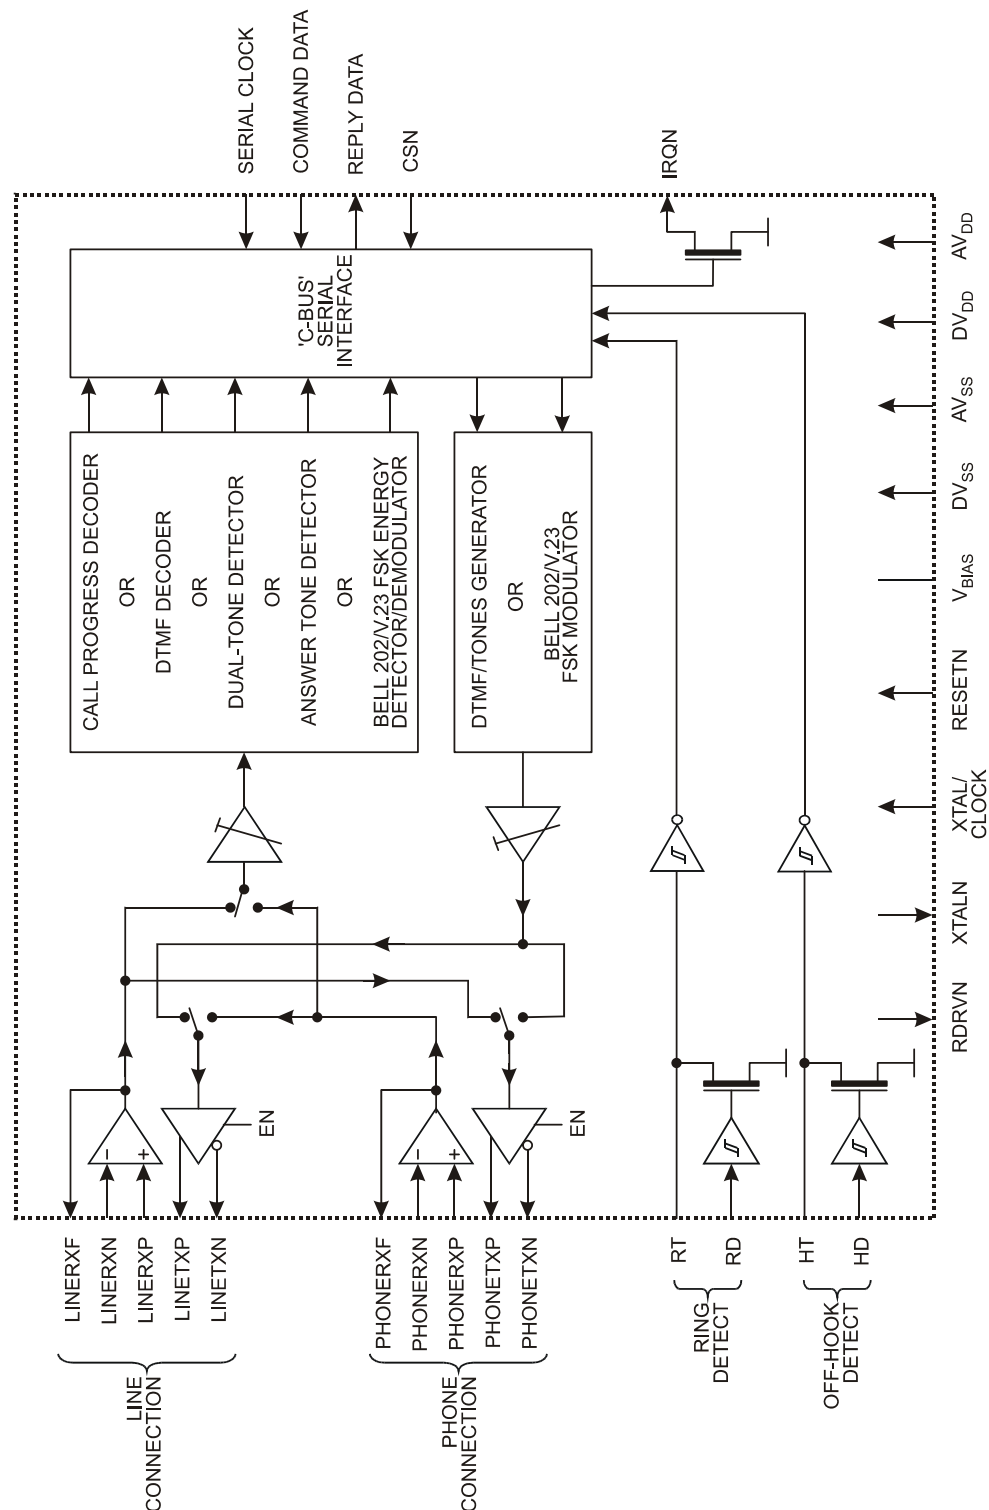 LINE
CONNECTION
LINERXF
LINERXN
LINERXP
LINETXP
LINETXN
-
+
EN
PHONE
CONNECTION
PHONERXF
PHONERXN
PHONERXP
PHONETXP
PHONETXN
-
+
EN
RING
DETECT
RT
RD
OFF-HOOK
DETECT
HT
HD
CALL PROGRESS DECODER
OR
DTMF DECODER
OR
DUAL-TONE DETECTOR
OR
ANSWER TONE DETECTOR
OR
BELL 202/V.23 FSK ENERGY
DETECTOR/DEMODULATOR
DTMF/TONES GENERATOR
OR
BELL 202/V.23
FSK MODULATOR
'C-BUS'
SERIAL
INTERFACE
SERIAL CLOCK
COMMAND DATA
REPLY DATA
CSN
IRQN
RDRVN
XTALN
XTAL/
CLOCK
RESETN
VBIAS
DVSS
AVSS
DVDD
AVDD